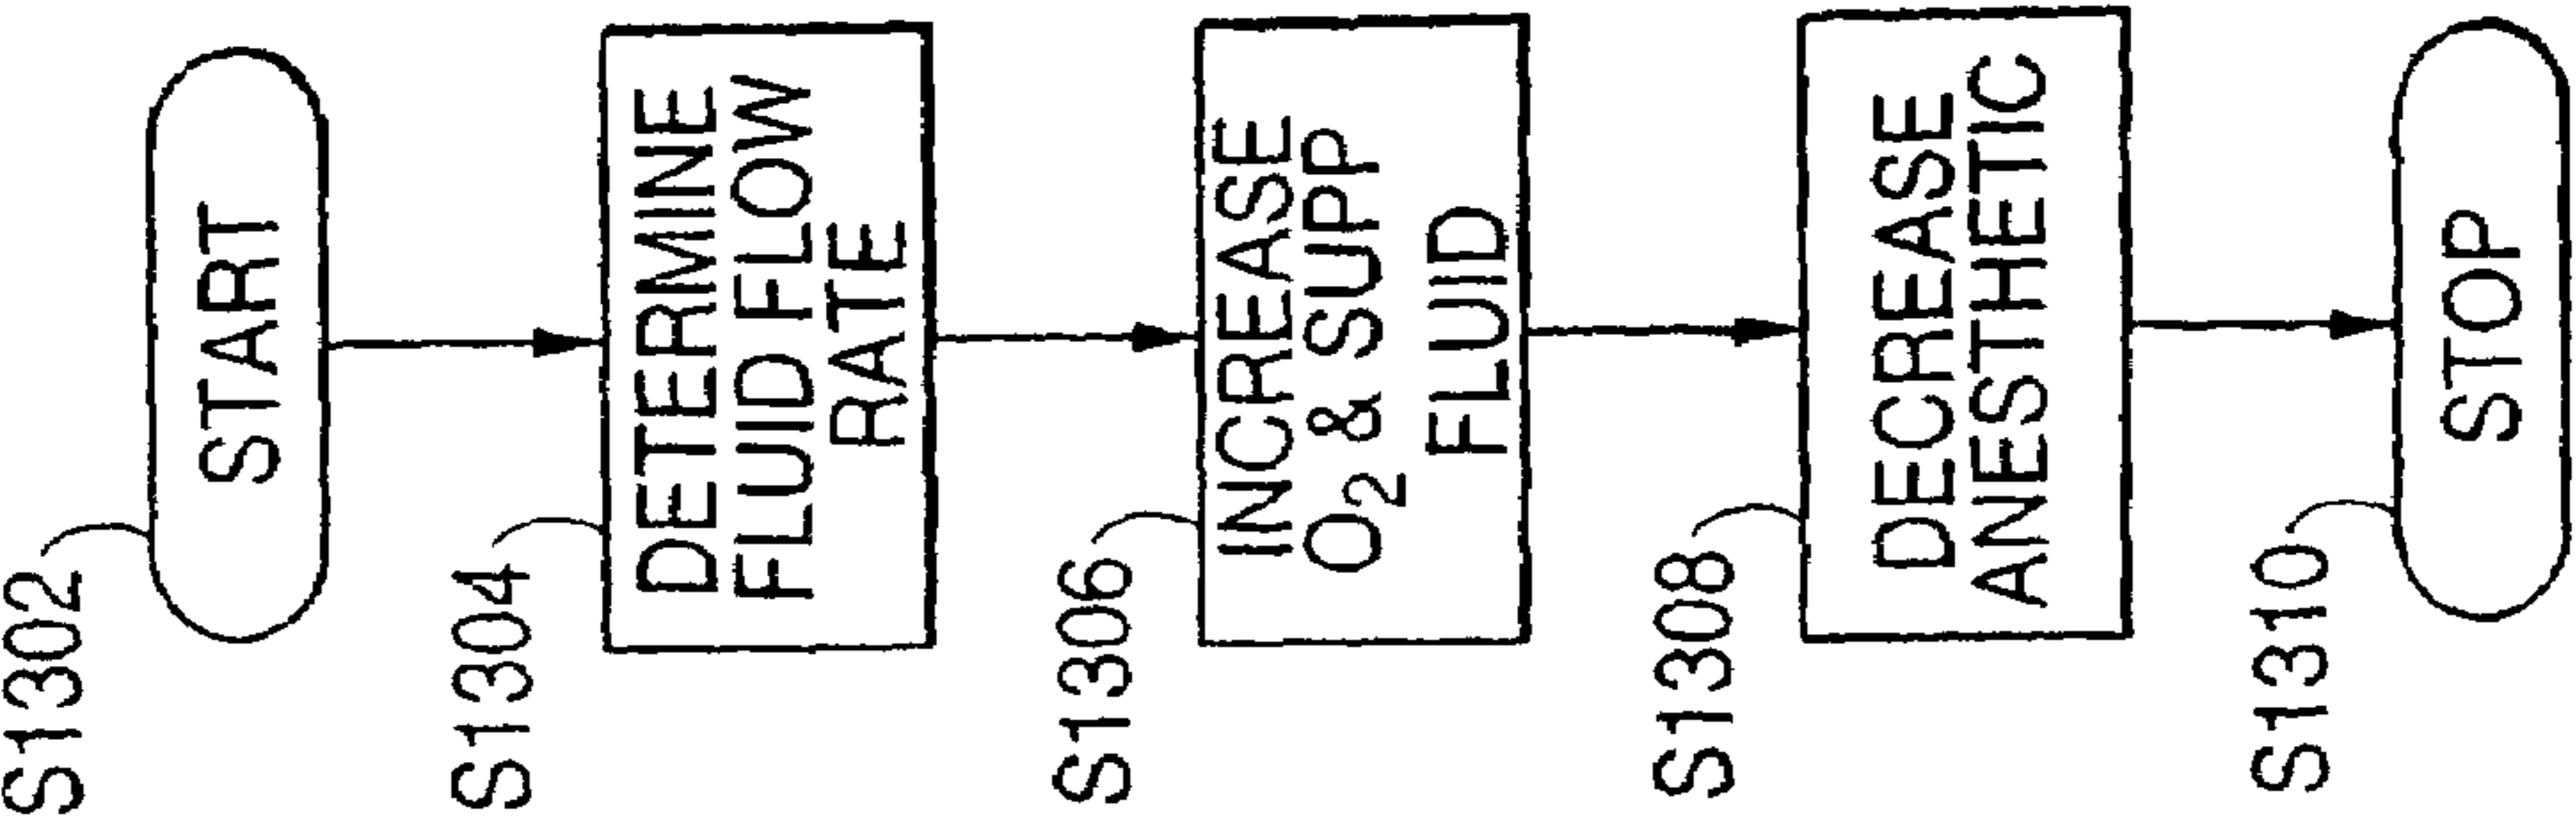 S1302
START
S1304
DETERMINE
FLUID FLOW
RATE
S1306
INCREASE
O₂ & SUPP
FLUID
S1308
DECREASE
ANESTHETIC
S1310
STOP